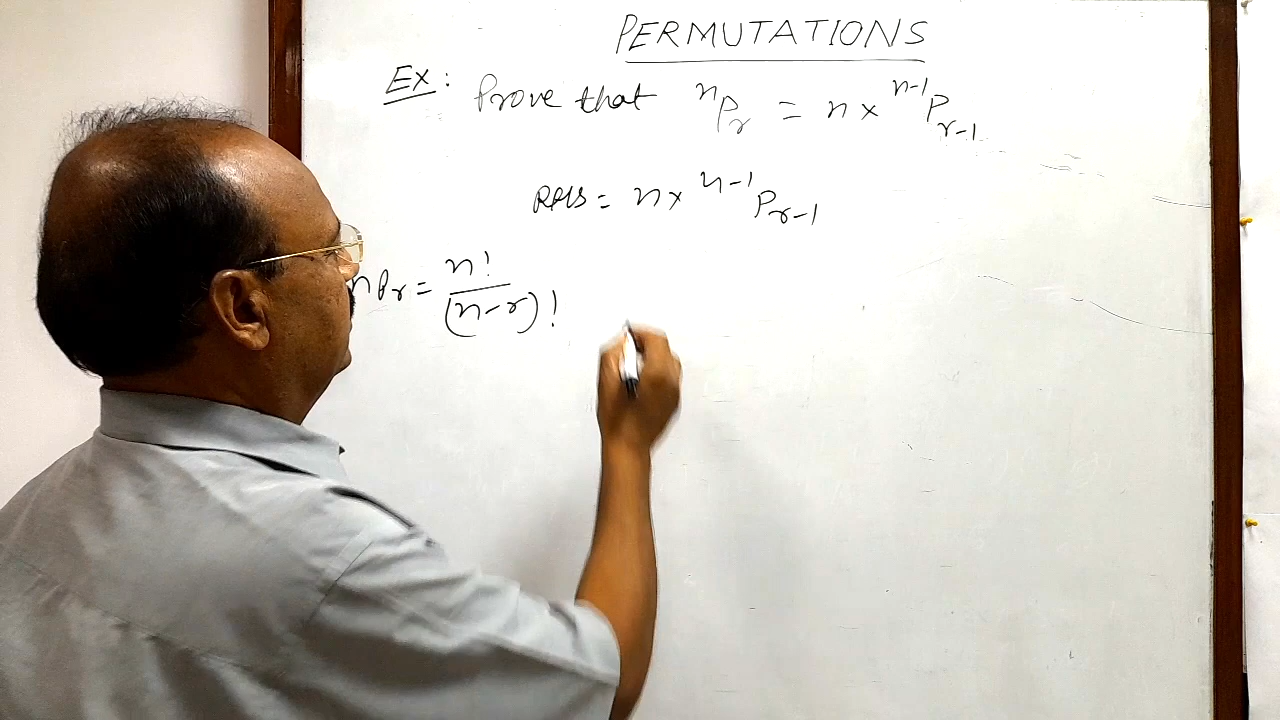 PERMUTATIONS
Ex: Prove that ⁿPᵣ = n × ⁿ⁻¹Pᵣ₋₁
RHS = n × ⁿ⁻¹Pᵣ₋₁
nPᵣ = n!
(n-r)!